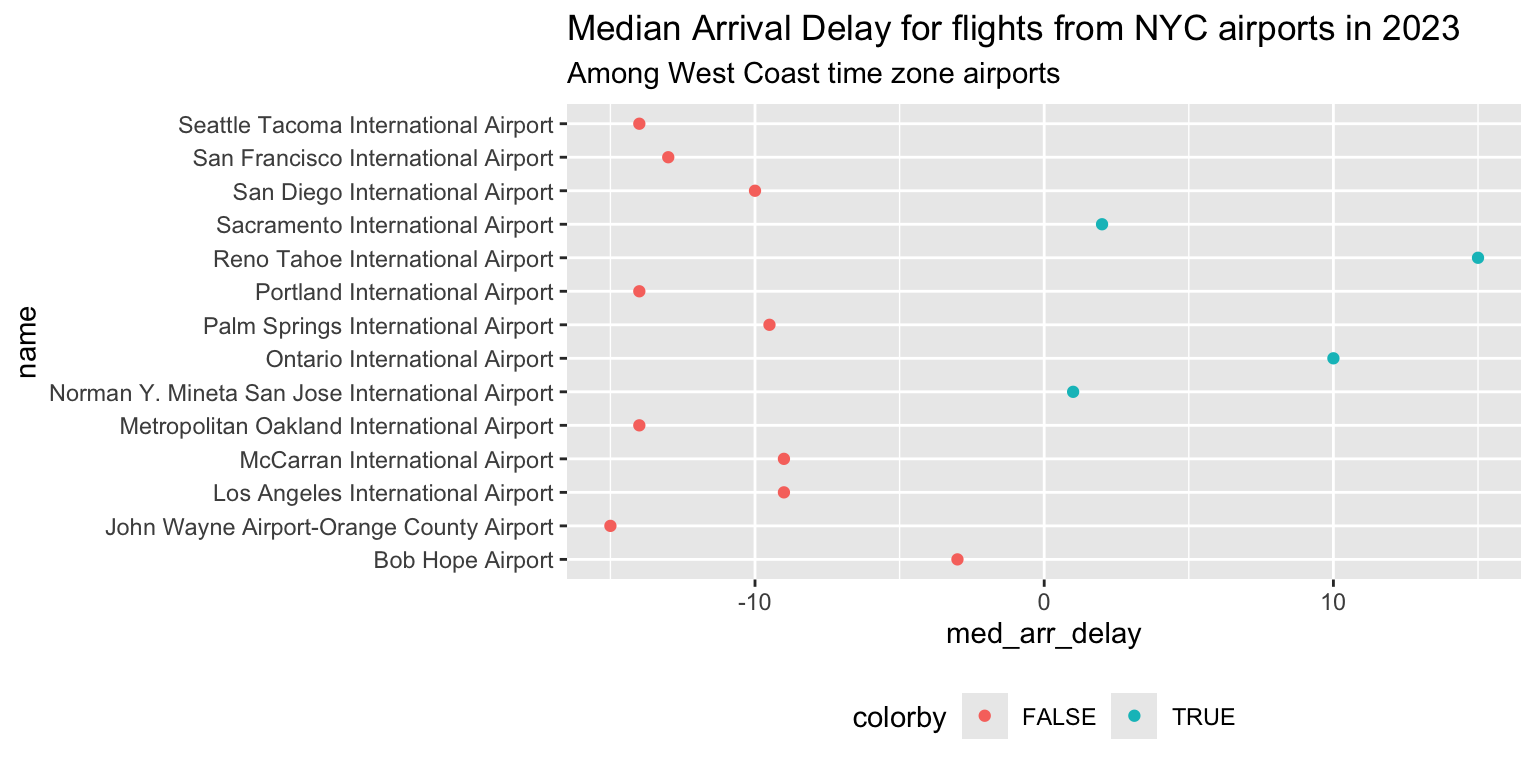 Median Arrival Delay for flights from NYC airports in 2023
Among West Coast time zone airports
Seattle Tacoma International Airport
San Francisco International Airport
San Diego International Airport
Sacramento International Airport
Reno Tahoe International Airport
Portland International Airport
Palm Springs International Airport
Ontario International Airport
Norman Y. Mineta San Jose International Airport
Metropolitan Oakland International Airport
McCarran International Airport
Los Angeles International Airport
John Wayne Airport-Orange County Airport
Bob Hope Airport
name
-10 0 10
med_arr_delay
colorby FALSE TRUE